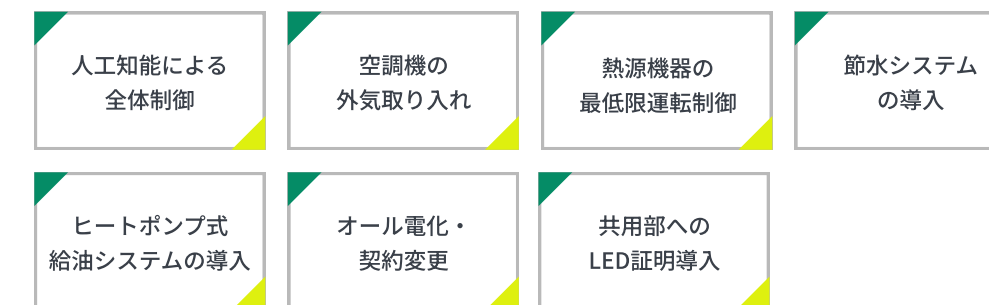 人工知能による
全体制御
空調機の
外気取り入れ
熱源機器の
最低限運転制御
節水システム
の導入
ヒートポンプ式
給油システムの導入
オール電化・
契約変更
共用部への
LED証明導入